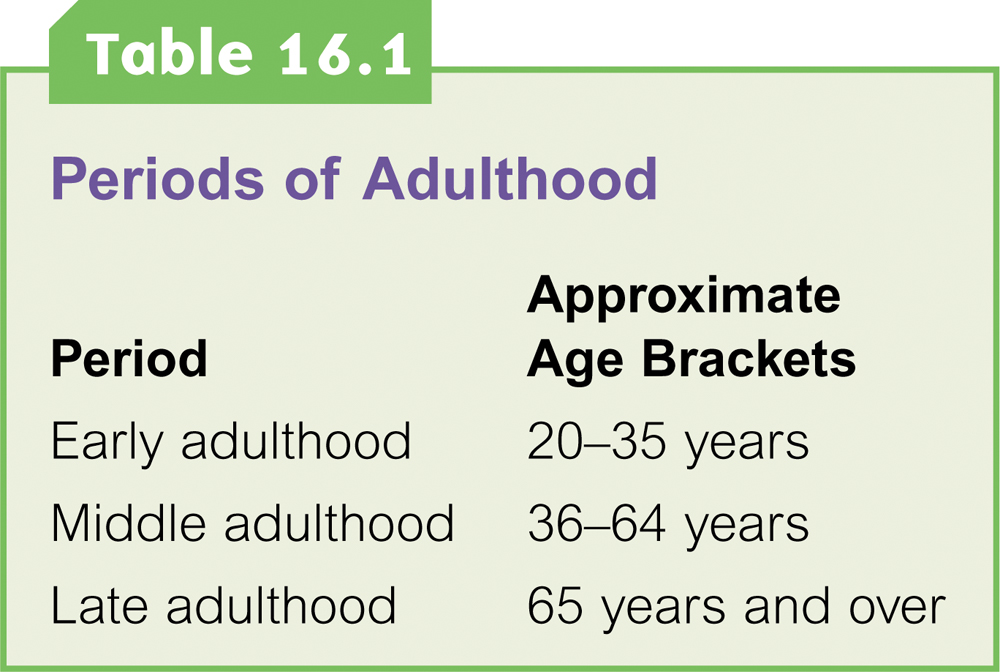 Table 16.1
Periods of Adulthood
Approximate
Period Age Brackets
Early adulthood 20–35 years
Middle adulthood 36–64 years
Late adulthood 65 years and over